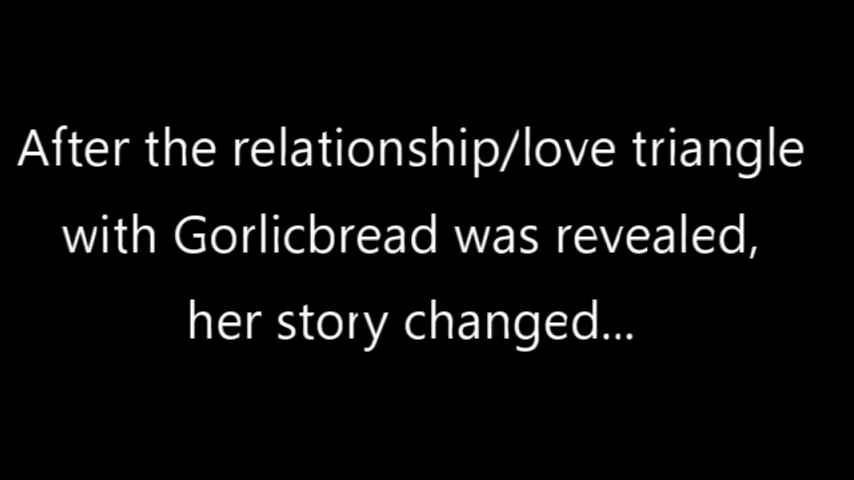 After the relationship/love triangle
with Gorlicbread was revealed,
her story changed...